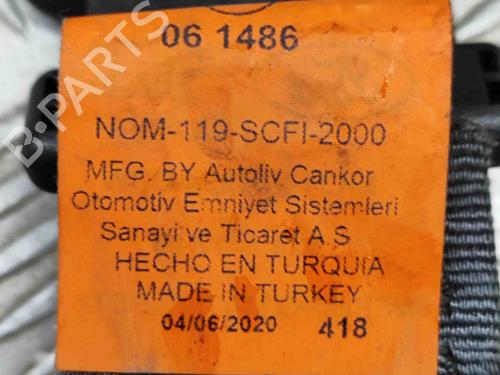 06 1486
NOM-119-SCFI-2000
MFG. BY Autoliv Cankor
Otomotiv Emniyet Sistemleri
Sanayi ve Ticaret A.S
HECHO EN TURQUIA
MADE IN TURKEY
04/06/2020 418
B-Parts